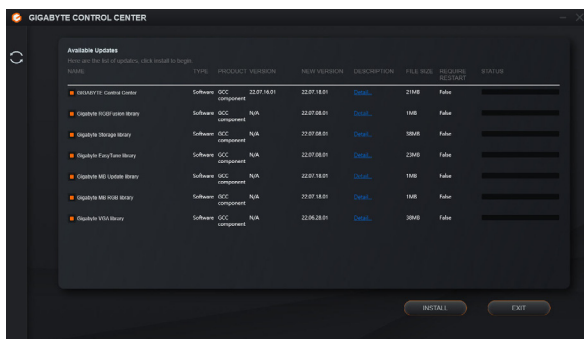 GIGABYTE CONTROL CENTER
Available Updates
Here are the list of updates, click install to begin
NAME TYPE PRODUCT VERSION NEW VERSION DESCRIPTION FILE SIZE REQUIRE RESTART STATUS
GIGABYTE Control Center Software GCC component 22.07.16.01 22.07.18.01 Detail... 21MB False
Gigabyte RGBFusion library Software GCC component N/A 22.07.08.01 Detail... 1MB False
Gigabyte Storage library Software GCC component N/A 22.07.08.01 Detail... 38MB False
Gigabyte EasyTune library Software GCC component N/A 22.07.08.01 Detail... 23MB False
Gigabyte MB Update library Software GCC component N/A 22.07.18.01 Detail... 1MB False
Gigabyte MB RGB library Software GCC component N/A 22.07.18.01 Detail... 1MB False
Gigabyte VGA library Software GCC component N/A 22.06.28.01 Detail... 38MB False
INSTALL EXIT